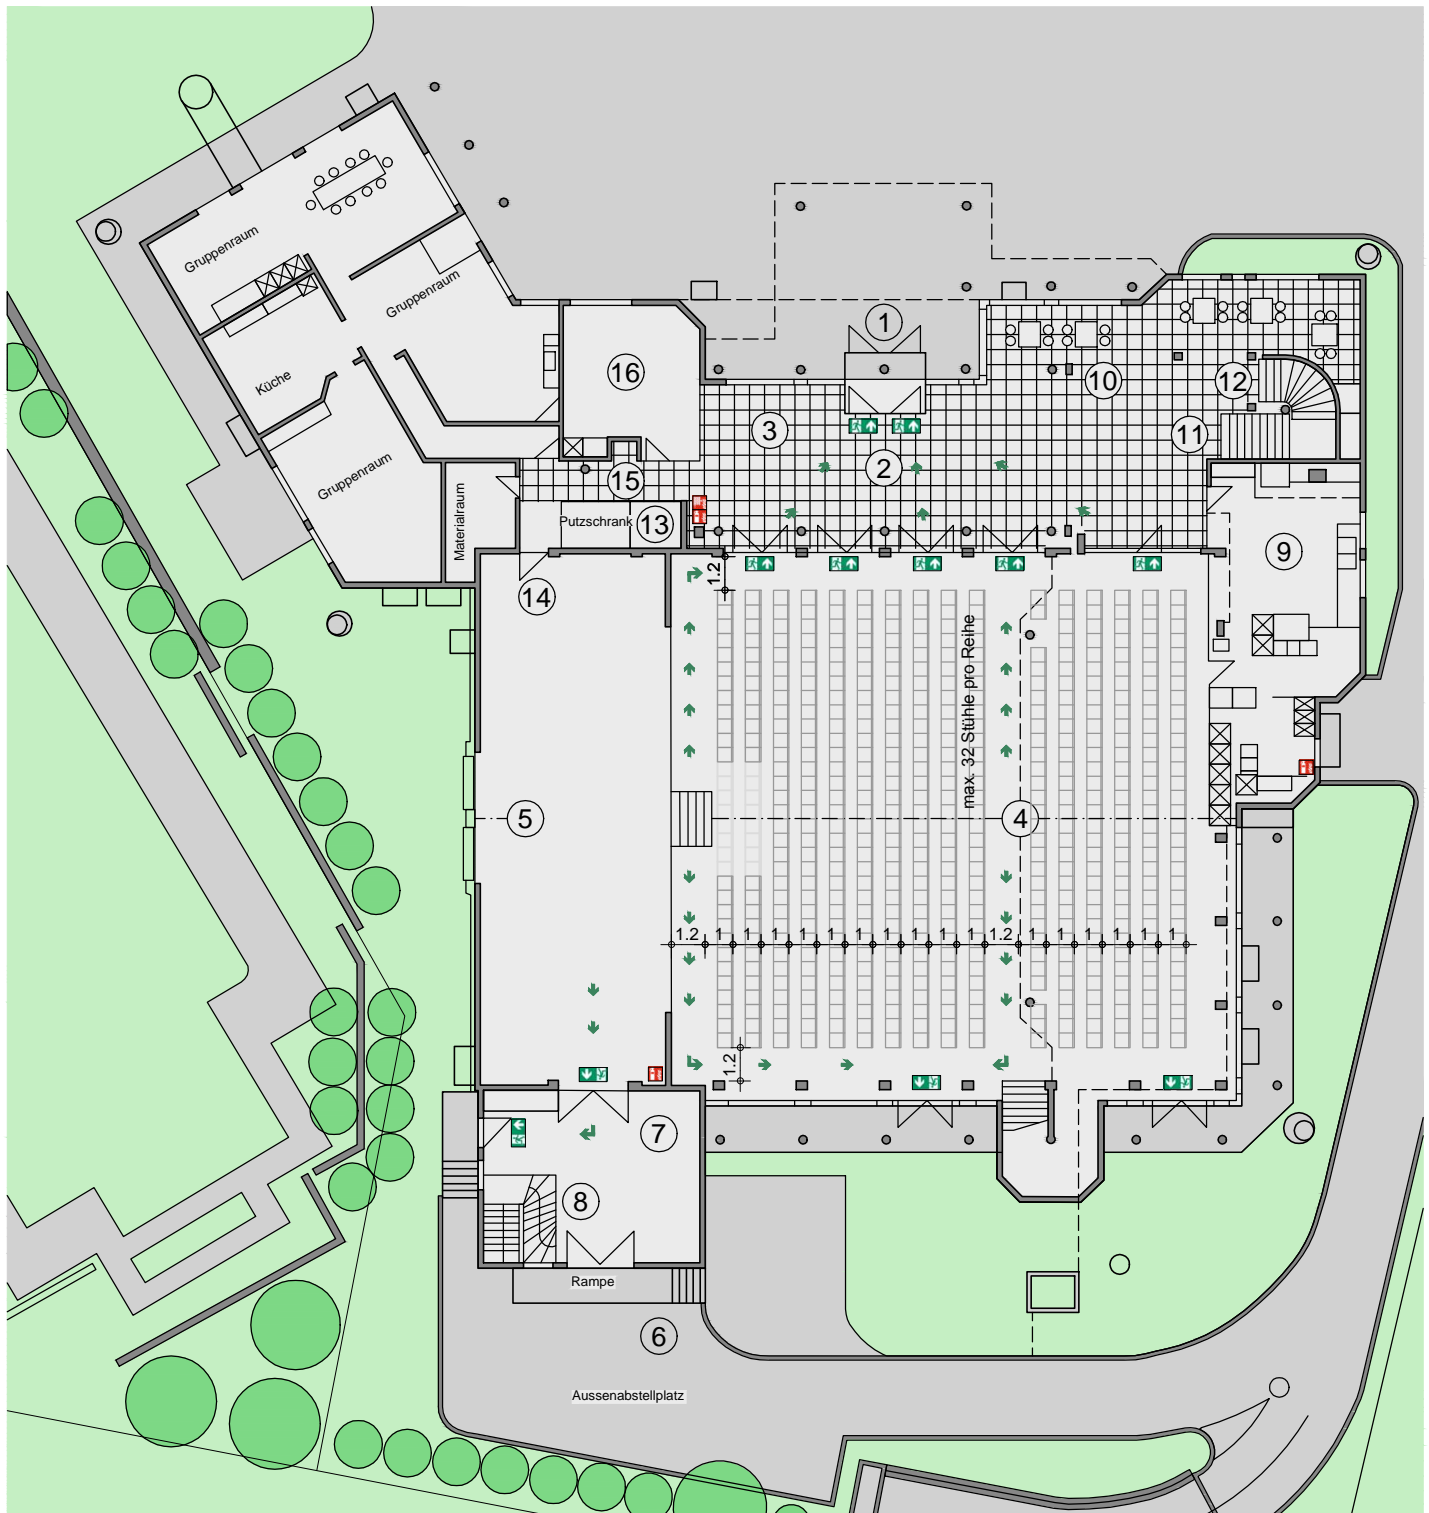 1
Gruppenraum
Gruppenraum
16
10
12
Küche
3
11
2
Gruppenraum
15
Materialraum
Putzschrank
13
9
1.2
14
max. 32 Stühle pro Reihe
5
4
1.2 1 1 1 1 1 1 1 1 1 1.2 1 1 1 1 1 1
1.2
7
8
Rampe
6
Aussenabstellplatz